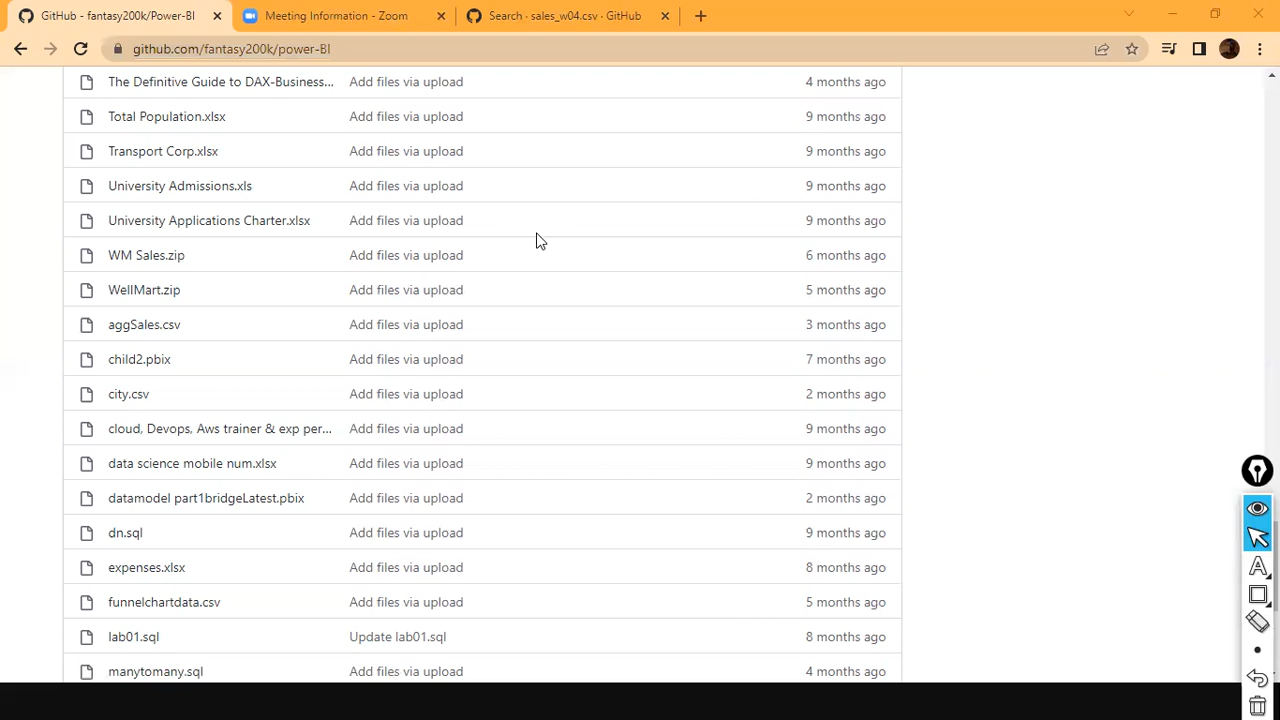 GitHub - fantasy200k/Power-BI
Meeting Information - Zoom
Search · sales_w04.csv · GitHub
github.com/fantasy200k/power-BI
The Definitive Guide to DAX-Business... Add files via upload 4 months ago
Total Population.xlsx Add files via upload 9 months ago
Transport Corp.xlsx Add files via upload 9 months ago
University Admissions.xls Add files via upload 9 months ago
University Applications Charter.xlsx Add files via upload 9 months ago
WM Sales.zip Add files via upload 6 months ago
WellMart.zip Add files via upload 5 months ago
aggSales.csv Add files via upload 3 months ago
child2.pbix Add files via upload 7 months ago
city.csv Add files via upload 2 months ago
cloud, Devops, Aws trainer & exp per... Add files via upload 9 months ago
data science mobile num.xlsx Add files via upload 9 months ago
datamodel part1bridgeLatest.pbix Add files via upload 2 months ago
dn.sql Add files via upload 9 months ago
expenses.xlsx Add files via upload 8 months ago
funnelchartdata.csv Add files via upload 5 months ago
lab01.sql Update lab01.sql 8 months ago
manytomany.sql Add files via upload 4 months ago
A